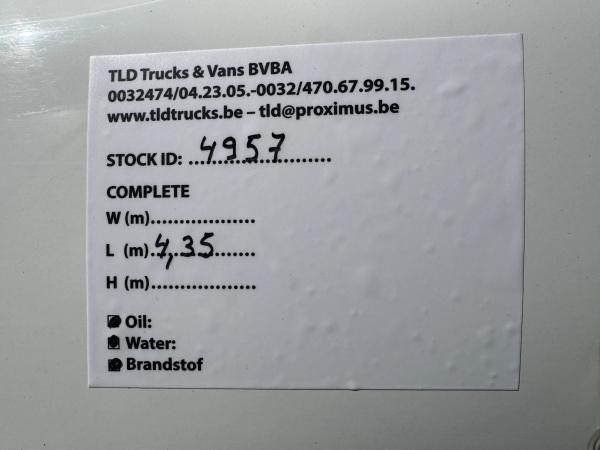 TLD Trucks & Vans BVBA
0032474/04.23.05.-0032/470.67.99.15.
www.tldtrucks.be – tld@proximus.be
STOCK ID: ...4957...........
COMPLETE
W (m)...................
L (m).4,35.......
H (m)...................
Oil:
Water:
Brandstof